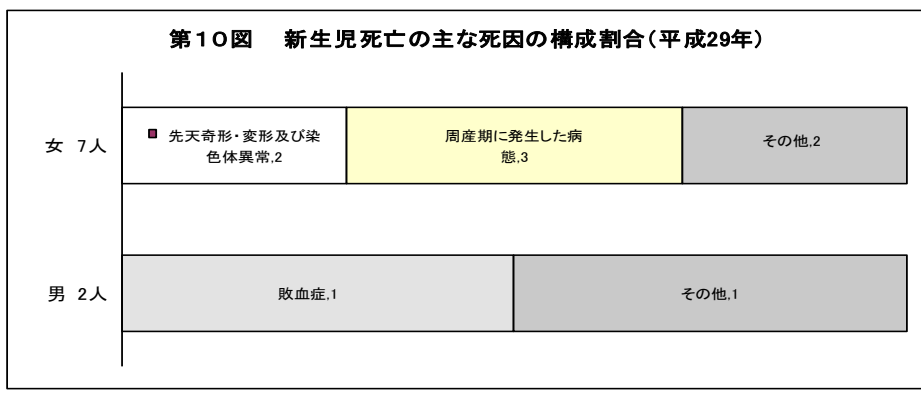 第１０図　新生児死亡の主な死因の構成割合（平成29年）
女 7人
先天奇形・変形及び染
色体異常,2
周産期に発生した病
態,3
その他,2
男 2人
敗血症,1
その他,1